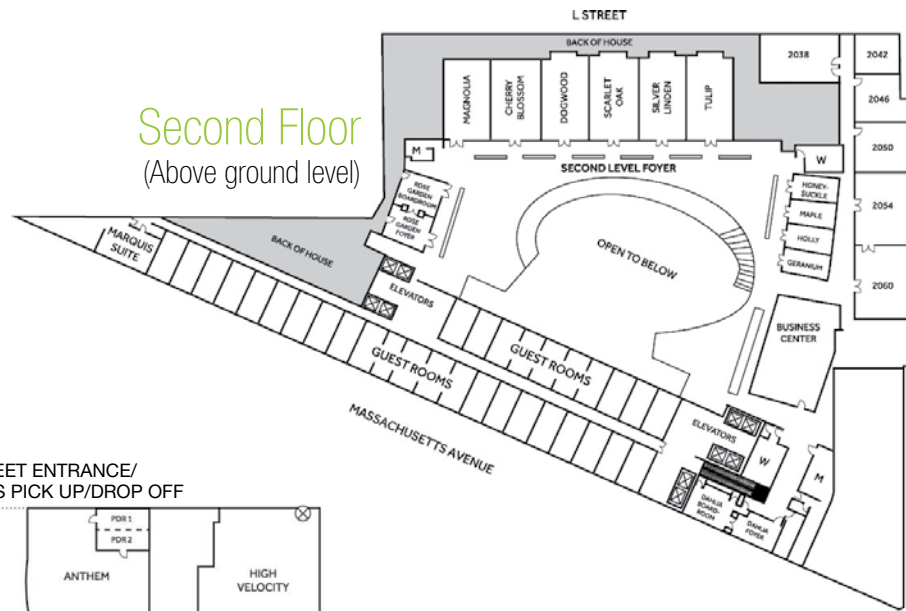 L STREET
BACK OF HOUSE
2038
2042
MAGNOLIA
CHERRY
BLOSSOM
DOGWOOD
SCARLET
OAK
SILVER
LINDEN
TULIP
2046
Second Floor
(Above ground level)
M
SECOND LEVEL FOYER
W
2050
ROSE
GARDEN
BOARDROOM
ROSE
GARDEN
FOYER
HONEY-
SUCKLE
MAPLE
HOLLY
GERANIUM
2054
MARQUIS
SUITE
BACK OF HOUSE
OPEN TO BELOW
ELEVATORS
2060
BUSINESS
CENTER
GUEST ROOMS
GUEST ROOMS
MASSACHUSETTS AVENUE
ELEVATORS
W
M
DAHLIA
BOARD-
ROOM
DAHLIA
FOYER
EET ENTRANCE/
S PICK UP/DROP OFF
PDR 1
PDR 2
ANTHEM
HIGH
VELOCITY